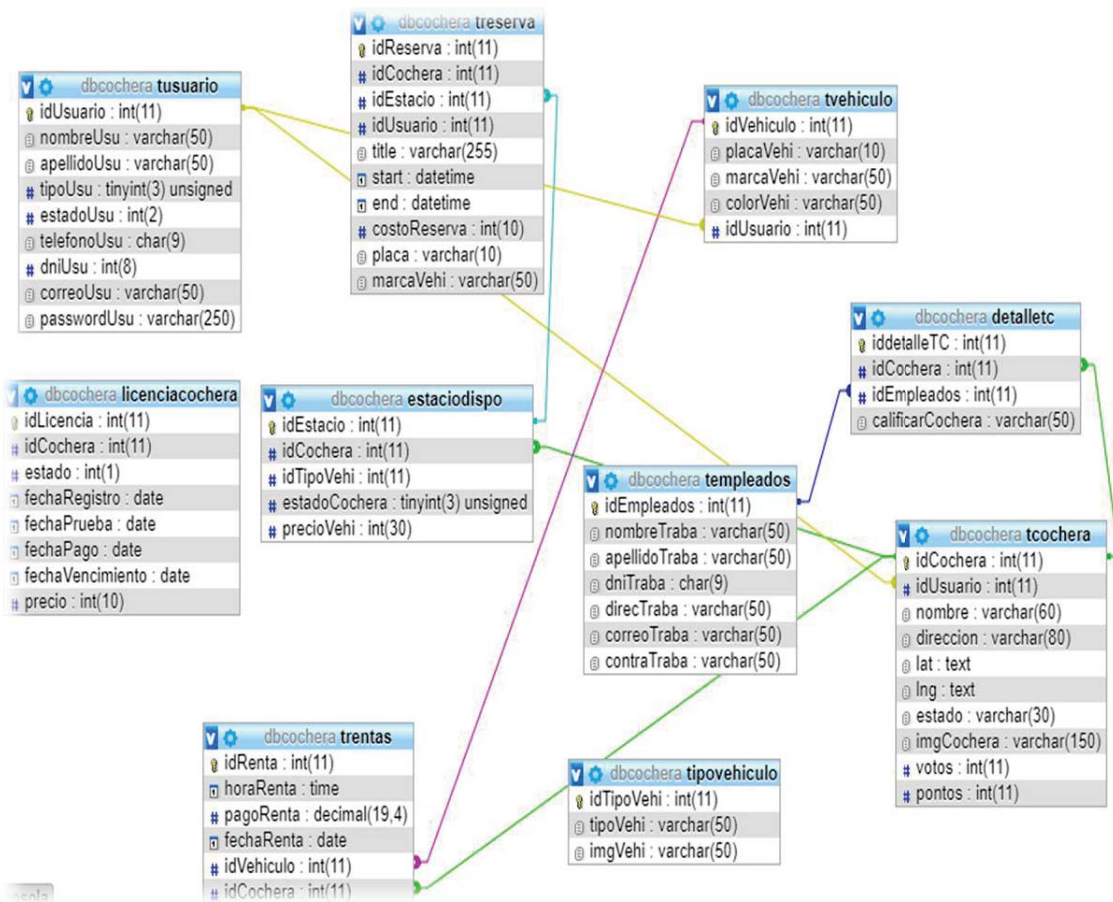 dbcochera treserva
idReserva : int(11)
idCochera : int(11)
idEstacio : int(11)
idUsuario : int(11)
title : varchar(255)
start : datetime
end : datetime
costoReserva : int(10)
placa : varchar(10)
marcaVehi : varchar(50)
dbcochera tusuario
idUsuario : int(11)
nombreUsu : varchar(50)
apellidoUsu : varchar(50)
tipoUsu : tinyint(3) unsigned
estadoUsu : int(2)
telefonoUsu : char(9)
dniUsu : int(8)
correoUsu : varchar(50)
passwordUsu : varchar(250)
dbcochera tvehiculo
idVehiculo : int(11)
placaVehi : varchar(10)
marcaVehi : varchar(50)
colorVehi : varchar(50)
idUsuario : int(11)
dbcochera detalletc
iddetalleTC : int(11)
idCochera : int(11)
idEmpleados : int(11)
calificarCochera : varchar(50)
dbcochera licenciacochera
idLicencia : int(11)
idCochera : int(11)
estado : int(1)
fechaRegistro : date
fechaPrueba : date
fechaPago : date
fechaVencimiento : date
precio : int(10)
dbcochera estaciodispo
idEstacio : int(11)
idCochera : int(11)
idTipoVehi : int(11)
estadoCochera : tinyint(3) unsigned
precioVehi : int(30)
dbcochera templeados
idEmpleados : int(11)
nombreTraba : varchar(50)
apellidoTraba : varchar(50)
dniTraba : char(9)
direcTraba : varchar(50)
correoTraba : varchar(50)
contraTraba : varchar(50)
dbcochera tcochera
idCochera : int(11)
idUsuario : int(11)
nombre : varchar(60)
direccion : varchar(80)
lat : text
lng : text
estado : varchar(30)
imgCochera : varchar(150)
votos : int(11)
pontos : int(11)
dbcochera trentas
idRenta : int(11)
horaRenta : time
pagoRenta : decimal(19,4)
fechaRenta : date
idVehiculo : int(11)
idCochera : int(11)
dbcochera tipovehiculo
idTipoVehi : int(11)
tipoVehi : varchar(50)
imgVehi : varchar(50)